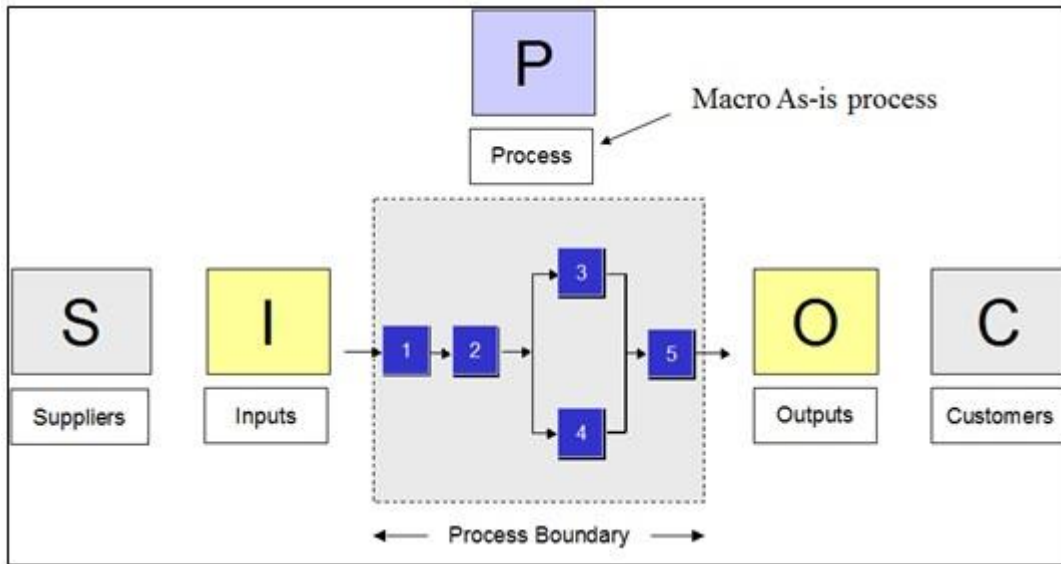 P
Macro As-is process
Process
S
I
O
C
1
2
3
4
5
Suppliers
Inputs
Outputs
Customers
Process Boundary